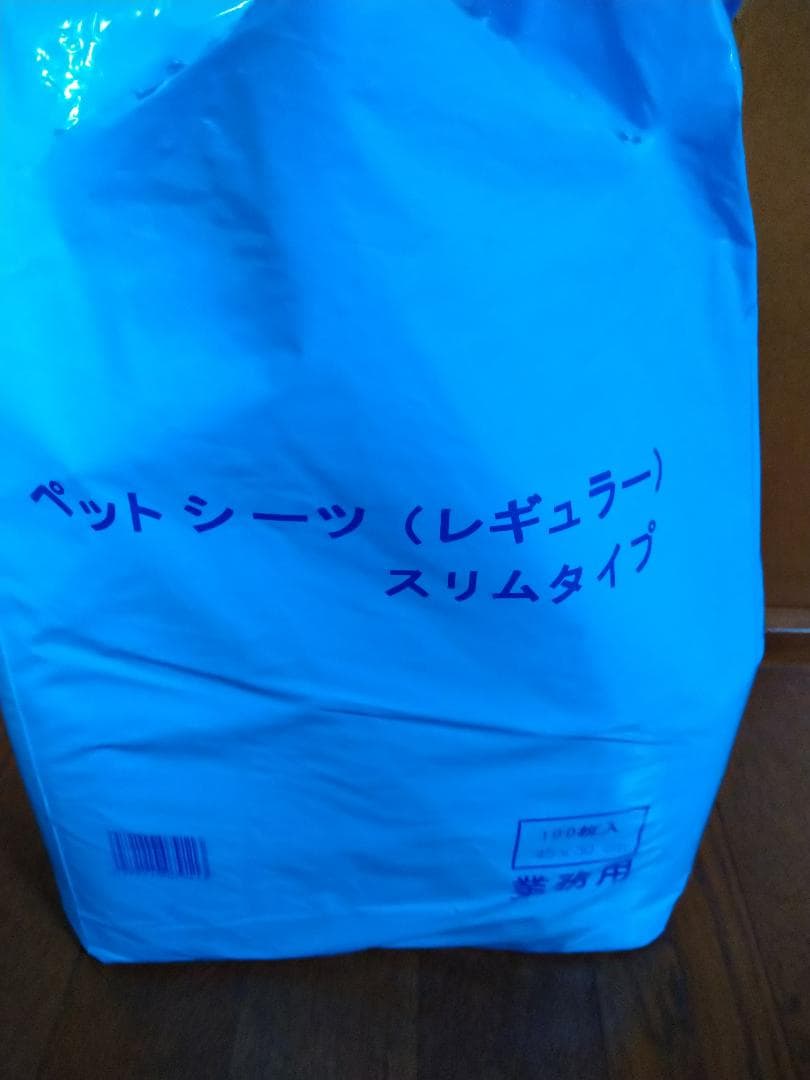 ペットシーツ（レギュラー）
スリムタイプ
業務用